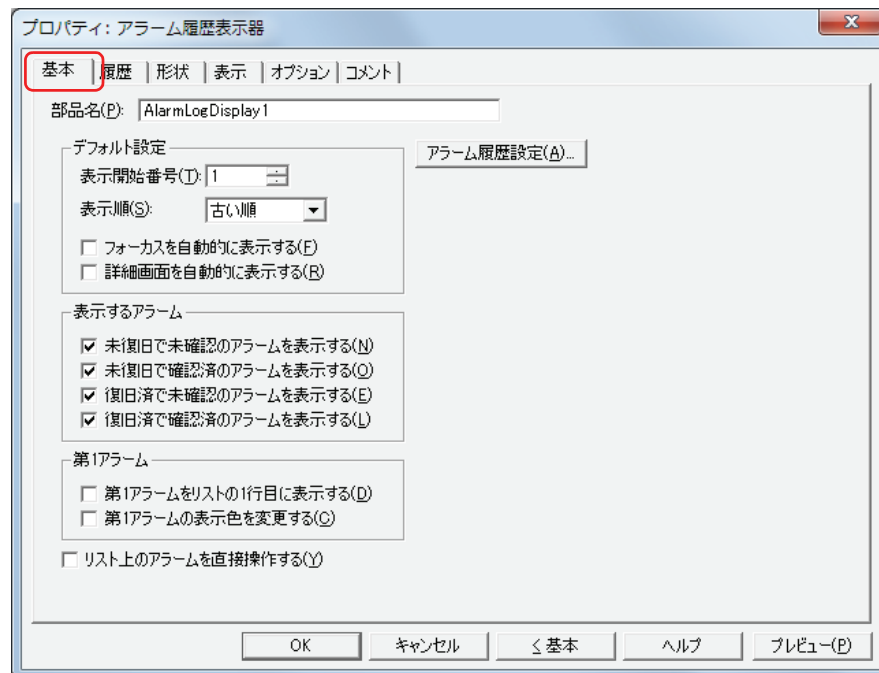 プロパティ: アラーム履歴表示器
基本 履歴 形状 表示 オプション コメント
部品名(P): AlarmLogDisplay1
デフォルト設定
アラーム履歴設定(A)...
表示開始番号(T): 1
表示順(S): 古い順
フォーカスを自動的に表示する(F)
詳細画面を自動的に表示する(R)
表示するアラーム
未復旧で未確認のアラームを表示する(N)
未復旧で確認済のアラームを表示する(O)
復旧済で未確認のアラームを表示する(E)
復旧済で確認済のアラームを表示する(L)
第1アラーム
第1アラームをリストの1行目に表示する(D)
第1アラームの表示色を変更する(C)
リスト上のアラームを直接操作する(Y)
OK キャンセル < 基本 ヘルプ プレビュー(P)